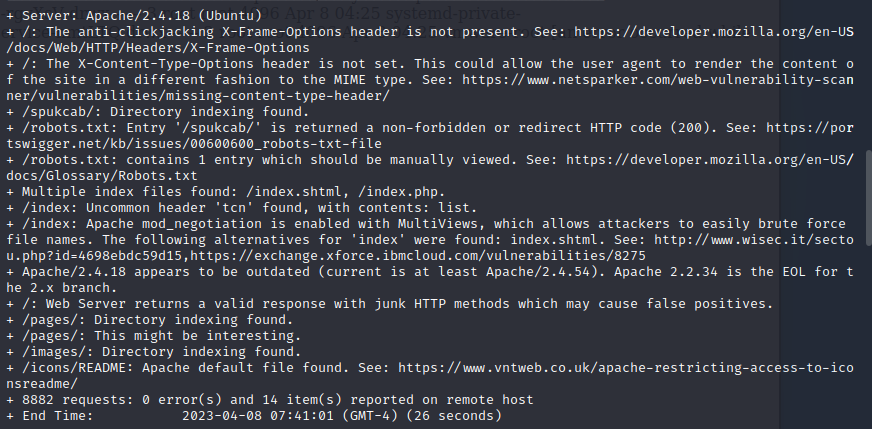 + Server: Apache/2.4.18 (Ubuntu)
+ /: The anti-clickjacking X-Frame-Options header is not present. See: https://developer.mozilla.org/en-US
/docs/Web/HTTP/Headers/X-Frame-Options
+ /: The X-Content-Type-Options header is not set. This could allow the user agent to render the content o
f the site in a different fashion to the MIME type. See: https://www.netsparker.com/web-vulnerability-scan
ner/vulnerabilities/missing-content-type-header/
+ /spukcab/: Directory indexing found.
+ /robots.txt: Entry '/spukcab/' is returned a non-forbidden or redirect HTTP code (200). See: https://por
tswigger.net/kb/issues/00600600_robots-txt-file
+ /robots.txt: contains 1 entry which should be manually viewed. See: https://developer.mozilla.org/en-US/
docs/Glossary/Robots.txt
+ Multiple index files found: /index.shtml, /index.php.
+ /index: Uncommon header 'tcn' found, with contents: list.
+ /index: Apache mod_negotiation is enabled with MultiViews, which allows attackers to easily brute force
file names. The following alternatives for 'index' were found: index.shtml. See: http://www.wisec.it/secto
u.php?id=4698ebdc59d15,https://exchange.xforce.ibmcloud.com/vulnerabilities/8275
+ Apache/2.4.18 appears to be outdated (current is at least Apache/2.4.54). Apache 2.2.34 is the EOL for t
he 2.x branch.
+ /: Web Server returns a valid response with junk HTTP methods which may cause false positives.
+ /pages/: Directory indexing found.
+ /pages/: This might be interesting.
+ /images/: Directory indexing found.
+ /icons/README: Apache default file found. See: https://www.vntweb.co.uk/apache-restricting-access-to-ico
nsreadme/
+ 8882 requests: 0 error(s) and 14 item(s) reported on remote host
+ End Time: 2023-04-08 07:41:01 (GMT-4) (26 seconds)